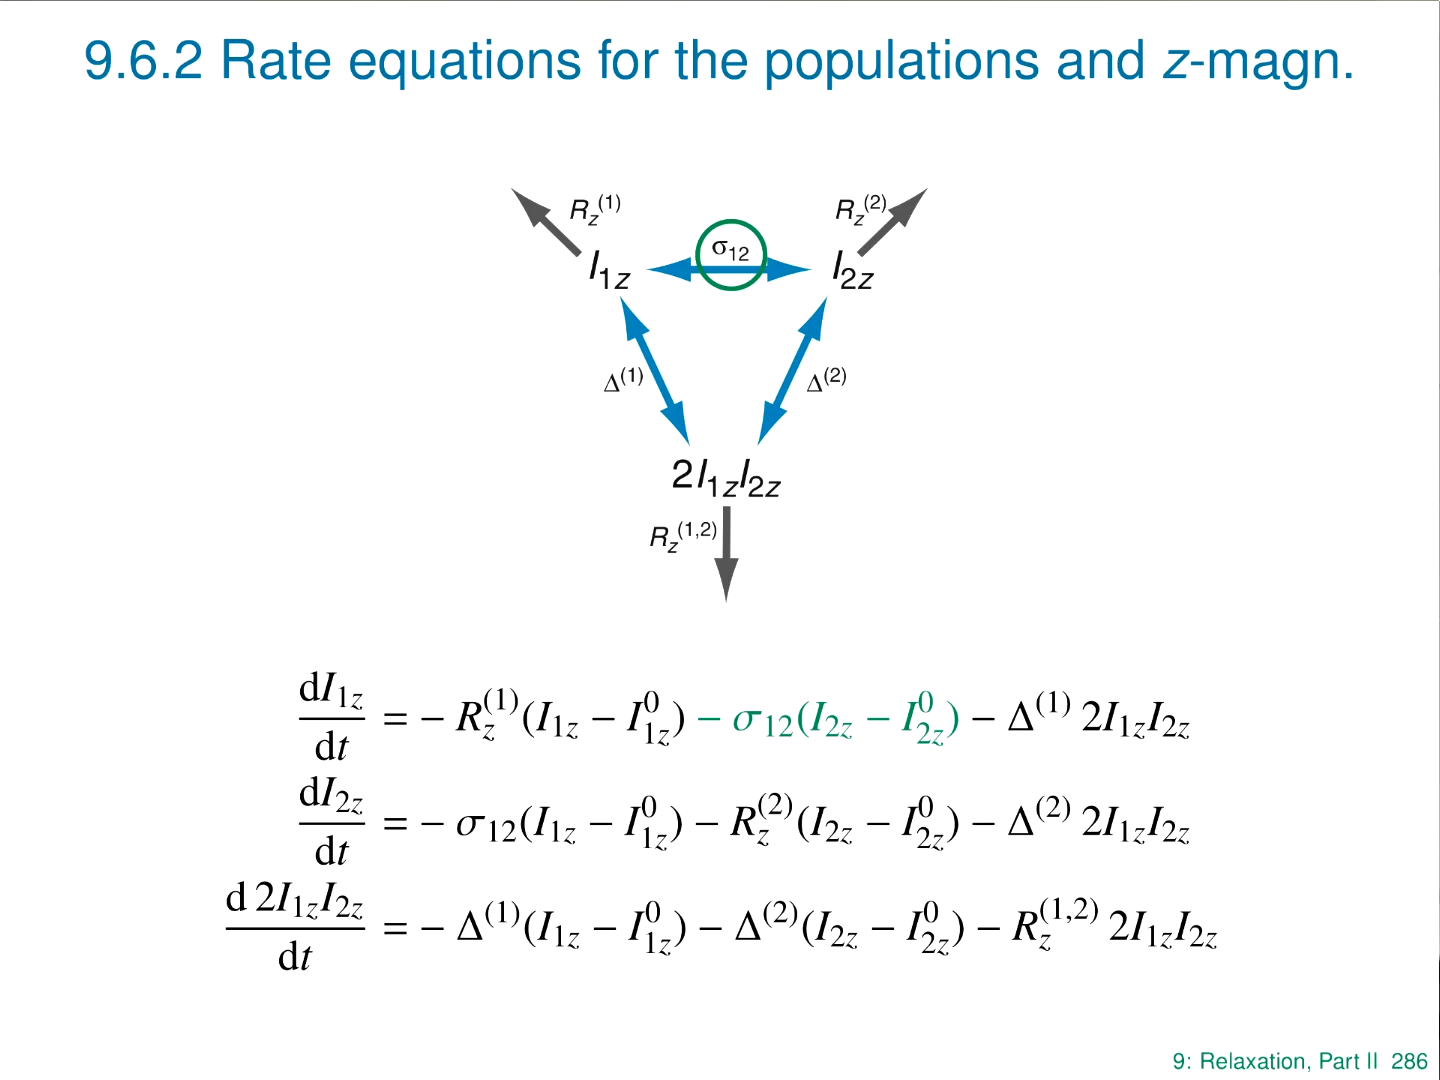 9.6.2 Rate equations for the populations and z-magn.
R_z^(1) R_z^(2)
σ_12
I_1z I_2z
Δ^(1) Δ^(2)
2I_1zI_2z
R_z^(1,2)
dI_1z/dt = − R_z^(1)(I_1z − I_1z^0) − σ_12(I_2z − I_2z^0) − Δ^(1) 2I_1zI_2z
dI_2z/dt = − σ_12(I_1z − I_1z^0) − R_z^(2)(I_2z − I_2z^0) − Δ^(2) 2I_1zI_2z
d 2I_1zI_2z/dt = − Δ^(1)(I_1z − I_1z^0) − Δ^(2)(I_2z − I_2z^0) − R_z^(1,2) 2I_1zI_2z
9: Relaxation, Part II 286